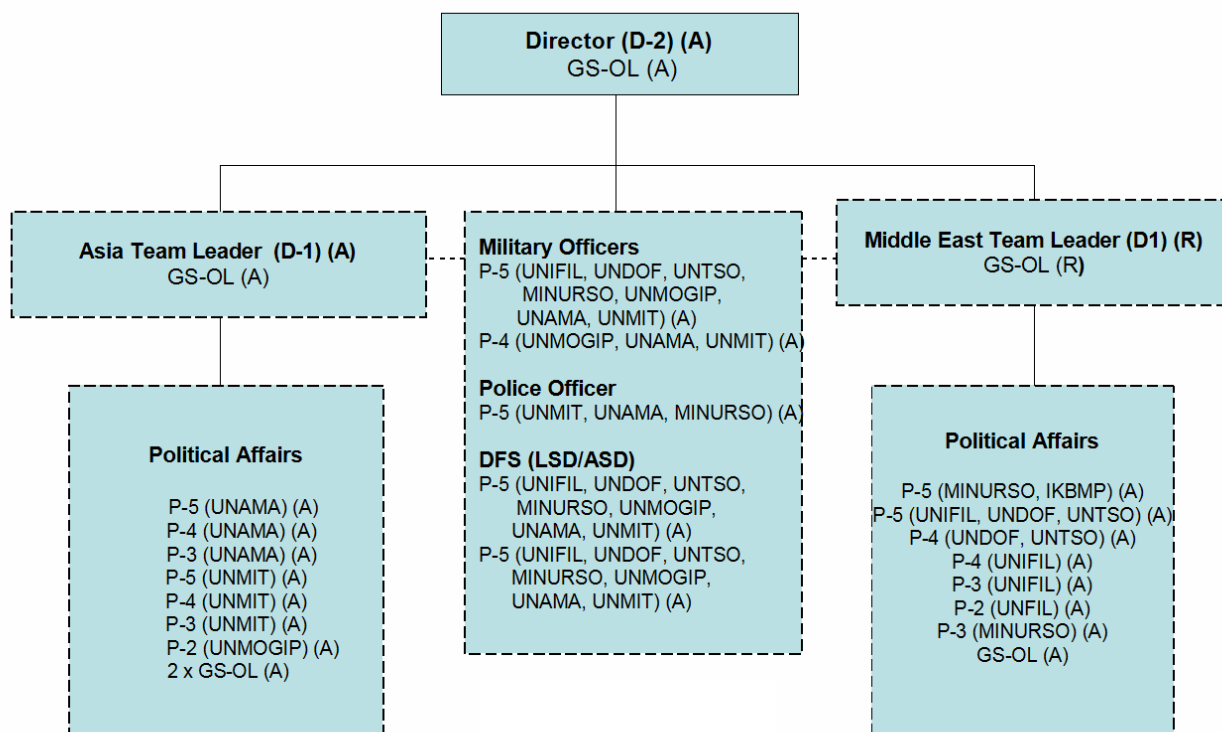 Director (D-2) (A)
GS-OL (A)
Asia Team Leader (D-1) (A)
GS-OL (A)
Military Officers
P-5 (UNIFIL, UNDOF, UNTSO,
MINURSO, UNMOGIP,
UNAMA, UNMIT) (A)
P-4 (UNMOGIP, UNAMA, UNMIT) (A)
Police Officer
P-5 (UNMIT, UNAMA, MINURSO) (A)
DFS (LSD/ASD)
P-5 (UNIFIL, UNDOF, UNTSO,
MINURSO, UNMOGIP,
UNAMA, UNMIT) (A)
P-5 (UNIFIL, UNDOF, UNTSO,
MINURSO, UNMOGIP,
UNAMA, UNMIT) (A)
Middle East Team Leader (D1) (R)
GS-OL (R)
Political Affairs
P-5 (UNAMA) (A)
P-4 (UNAMA) (A)
P-3 (UNAMA) (A)
P-5 (UNMIT) (A)
P-4 (UNMIT) (A)
P-3 (UNMIT) (A)
P-2 (UNMOGIP) (A)
2 x GS-OL (A)
Political Affairs
P-5 (MINURSO, IKBMP) (A)
P-5 (UNIFIL, UNDOF, UNTSO) (A)
P-4 (UNDOF, UNTSO) (A)
P-4 (UNIFIL) (A)
P-3 (UNIFIL) (A)
P-2 (UNFIL) (A)
P-3 (MINURSO) (A)
GS-OL (A)